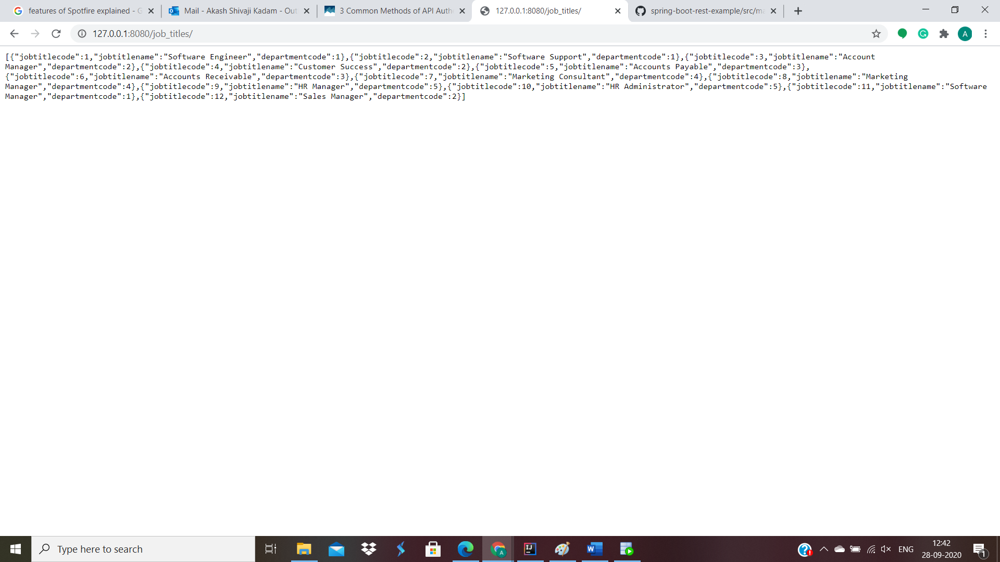 features of Spotfire explained - G
Mail - Akash Shivaji Kadam - Out
3 Common Methods of API Auth
127.0.0.1:8080/job_titles/
spring-boot-rest-example/src/ma
127.0.0.1:8080/job_titles/
A
[{"jobtitlecode":1,"jobtitlename":"Software Engineer","departmentcode":1},{"jobtitlecode":2,"jobtitlename":"Software Support","departmentcode":1},{"jobtitlecode":3,"jobtitlename":"Account
Manager","departmentcode":2},{"jobtitlecode":4,"jobtitlename":"Customer Success","departmentcode":2},{"jobtitlecode":5,"jobtitlename":"Accounts Payable","departmentcode":3},
{"jobtitlecode":6,"jobtitlename":"Accounts Receivable","departmentcode":3},{"jobtitlecode":7,"jobtitlename":"Marketing Consultant","departmentcode":4},{"jobtitlecode":8,"jobtitlename":"Marketing
Manager","departmentcode":4},{"jobtitlecode":9,"jobtitlename":"HR Manager","departmentcode":5},{"jobtitlecode":10,"jobtitlename":"HR Administrator","departmentcode":5},{"jobtitlecode":11,"jobtitlename":"Software
Manager","departmentcode":1},{"jobtitlecode":12,"jobtitlename":"Sales Manager","departmentcode":2}]
Type here to search
ENG
12:42
28-09-2020
1